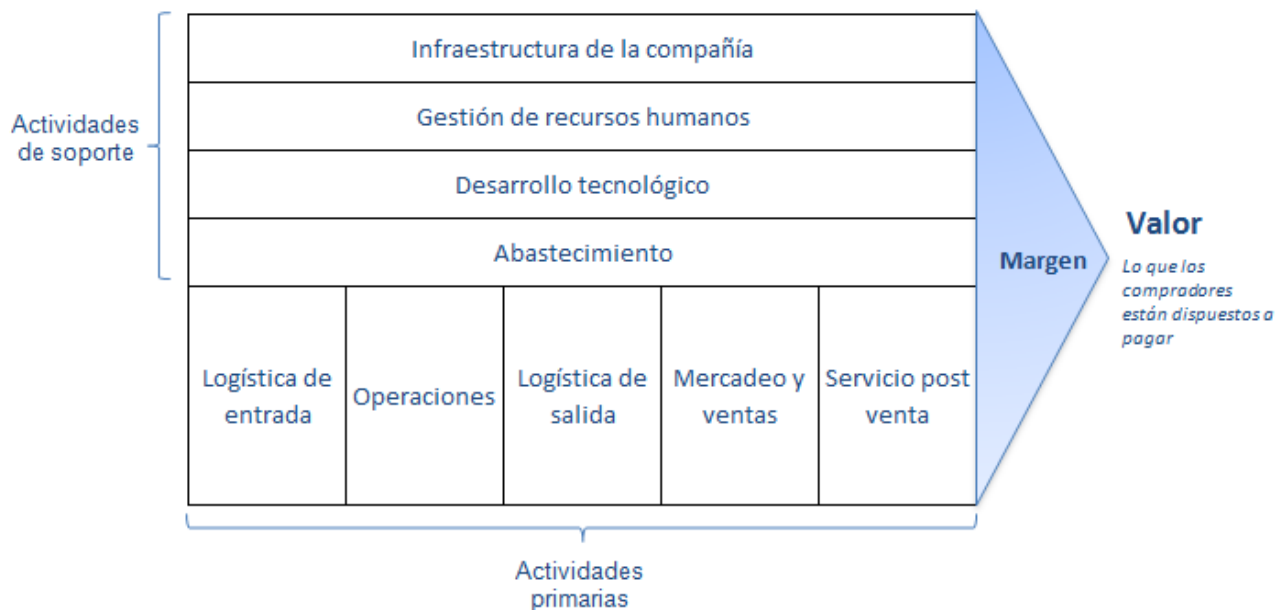 Infraestructura de la compañía
Gestión de recursos humanos
Actividades
de soporte
Desarrollo tecnológico
Abastecimiento
Margen
Valor
Lo que los
compradores
están dispuestos a
pagar
Logística de
entrada
Operaciones
Logística de
salida
Mercadeo y
ventas
Servicio post
venta
Actividades
primarias